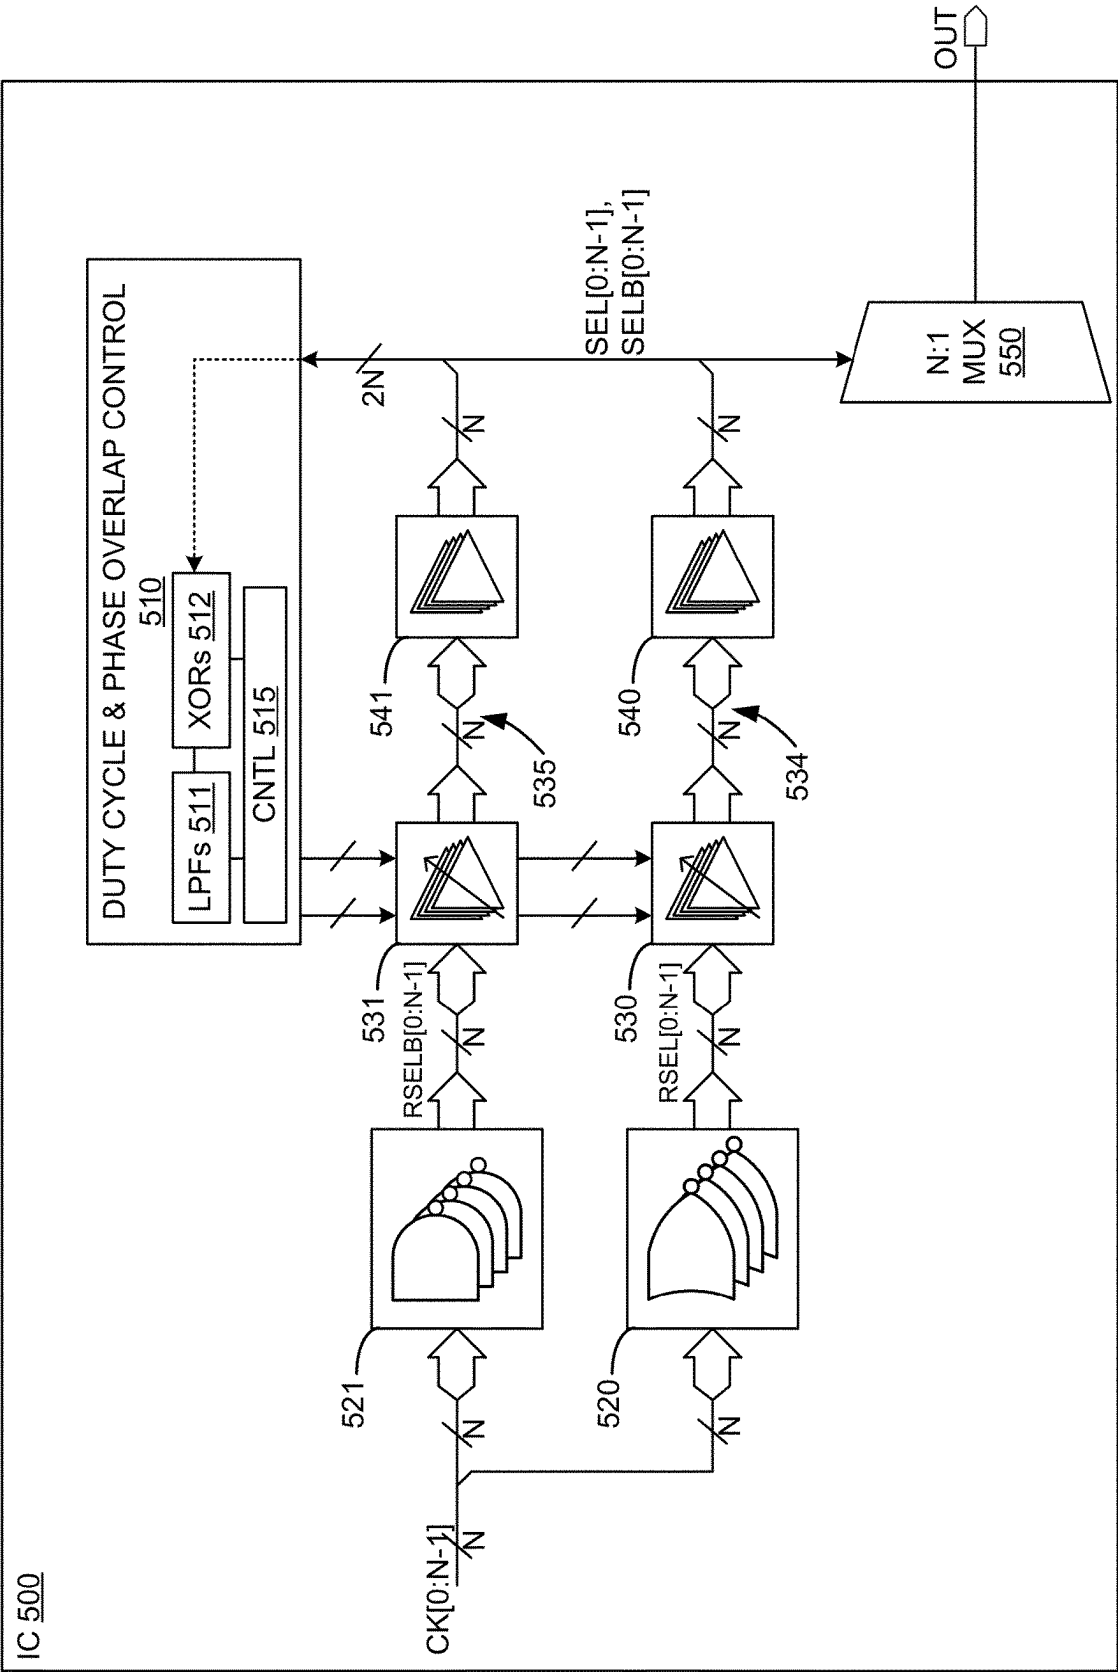 IC 500
DUTY CYCLE & PHASE OVERLAP CONTROL
510
LPFs 511
XORs 512
CNTL 515
2N
CK[0:N-1]
N
N
521
RSELB[0:N-1]
N
531
N
535
541
N
SEL[0:N-1],
SELB[0:N-1]
N
520
RSEL[0:N-1]
N
530
N
534
540
N
N:1
MUX
550
OUT